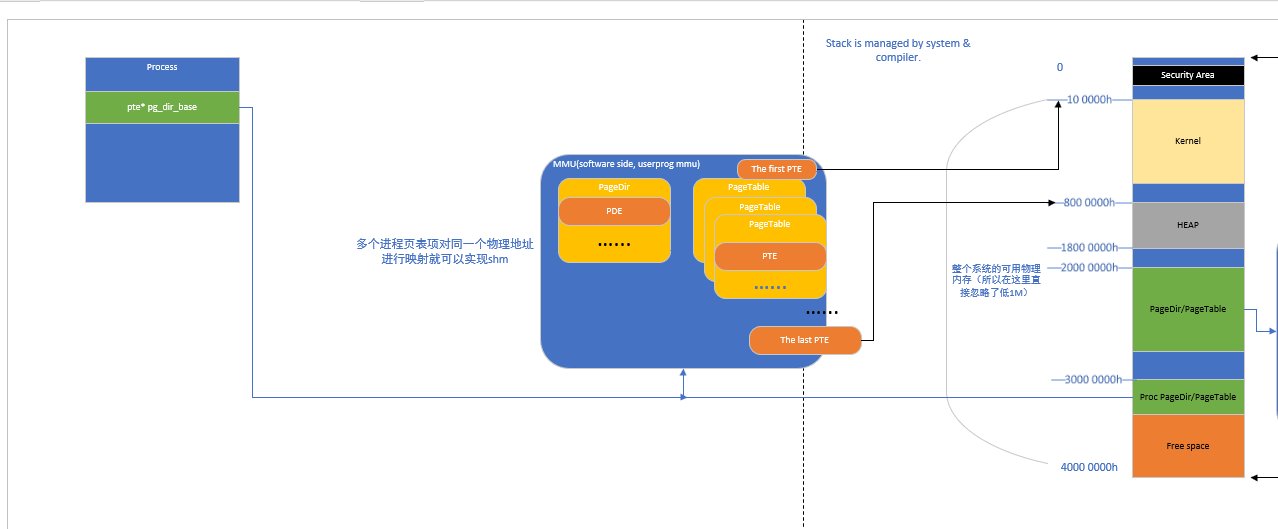 Process
pte* pg_dir_base
多个进程页表项对同一个物理地址
进行映射就可以实现shm
MMU(software side, userprog mmu)
The first PTE
PageDir
PDE
......
PageTable
PageTable
PageTable
PTE
......
......
The last PTE
Stack is managed by system &
compiler.
0
10 0000h
800 0000h
1800 0000h
2000 0000h
整个系统的可用物理
内存（所以在这里直
接忽略了低1M）
3000 0000h
4000 0000h
Security Area
Kernel
HEAP
PageDir/PageTable
Proc PageDir/PageTable
Free space